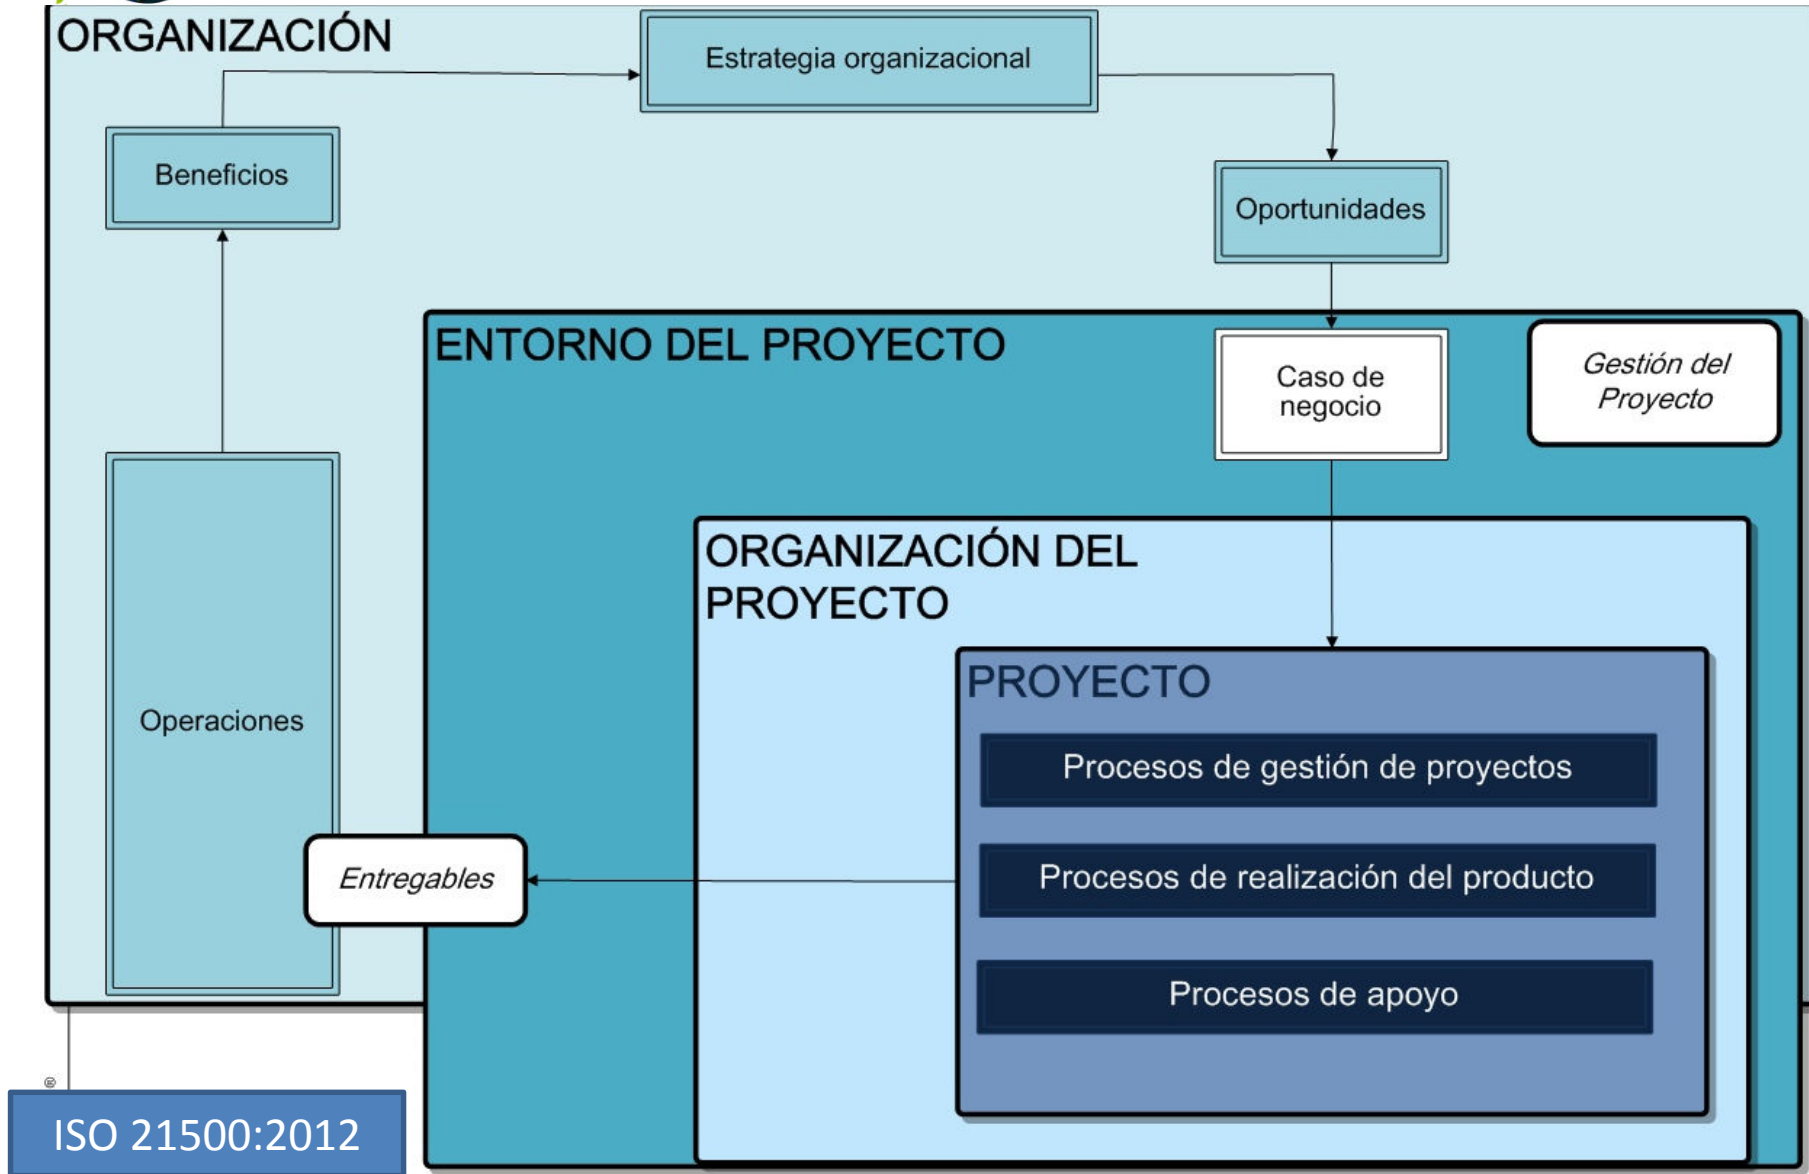 ORGANIZACIÓN
Estrategia organizacional
Beneficios
Oportunidades
ENTORNO DEL PROYECTO
Caso de
negocio
Gestión del
Proyecto
ORGANIZACIÓN DEL
PROYECTO
PROYECTO
Operaciones
Procesos de gestión de proyectos
Entregables
Procesos de realización del producto
Procesos de apoyo
®
ISO 21500:2012